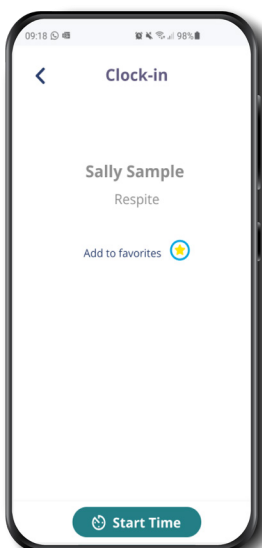 09:18 98%
Clock-in
Sally Sample
Respite
Add to favorites
Start Time